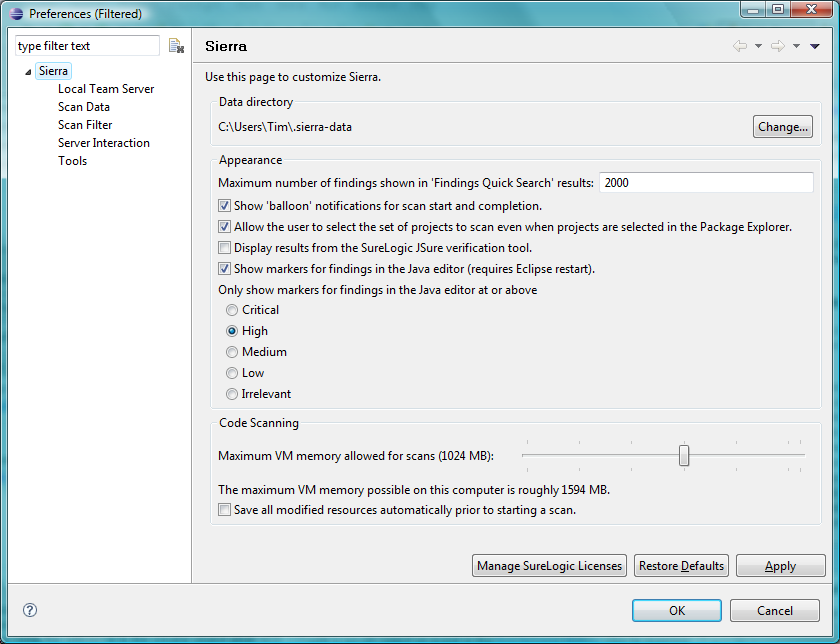 Preferences (Filtered)
type filter text
Sierra
Local Team Server
Scan Data
Scan Filter
Server Interaction
Tools
Sierra
Use this page to customize Sierra.
Data directory
C:\Users\Tim\.sierra-data
Change...
Appearance
Maximum number of findings shown in 'Findings Quick Search' results: 2000
Show 'balloon' notifications for scan start and completion.
Allow the user to select the set of projects to scan even when projects are selected in the Package Explorer.
Display results from the SureLogic JSure verification tool.
Show markers for findings in the Java editor (requires Eclipse restart).
Only show markers for findings in the Java editor at or above
Critical
High
Medium
Low
Irrelevant
Code Scanning
Maximum VM memory allowed for scans (1024 MB):
The maximum VM memory possible on this computer is roughly 1594 MB.
Save all modified resources automatically prior to starting a scan.
Manage SureLogic Licenses Restore Defaults Apply
? OK Cancel